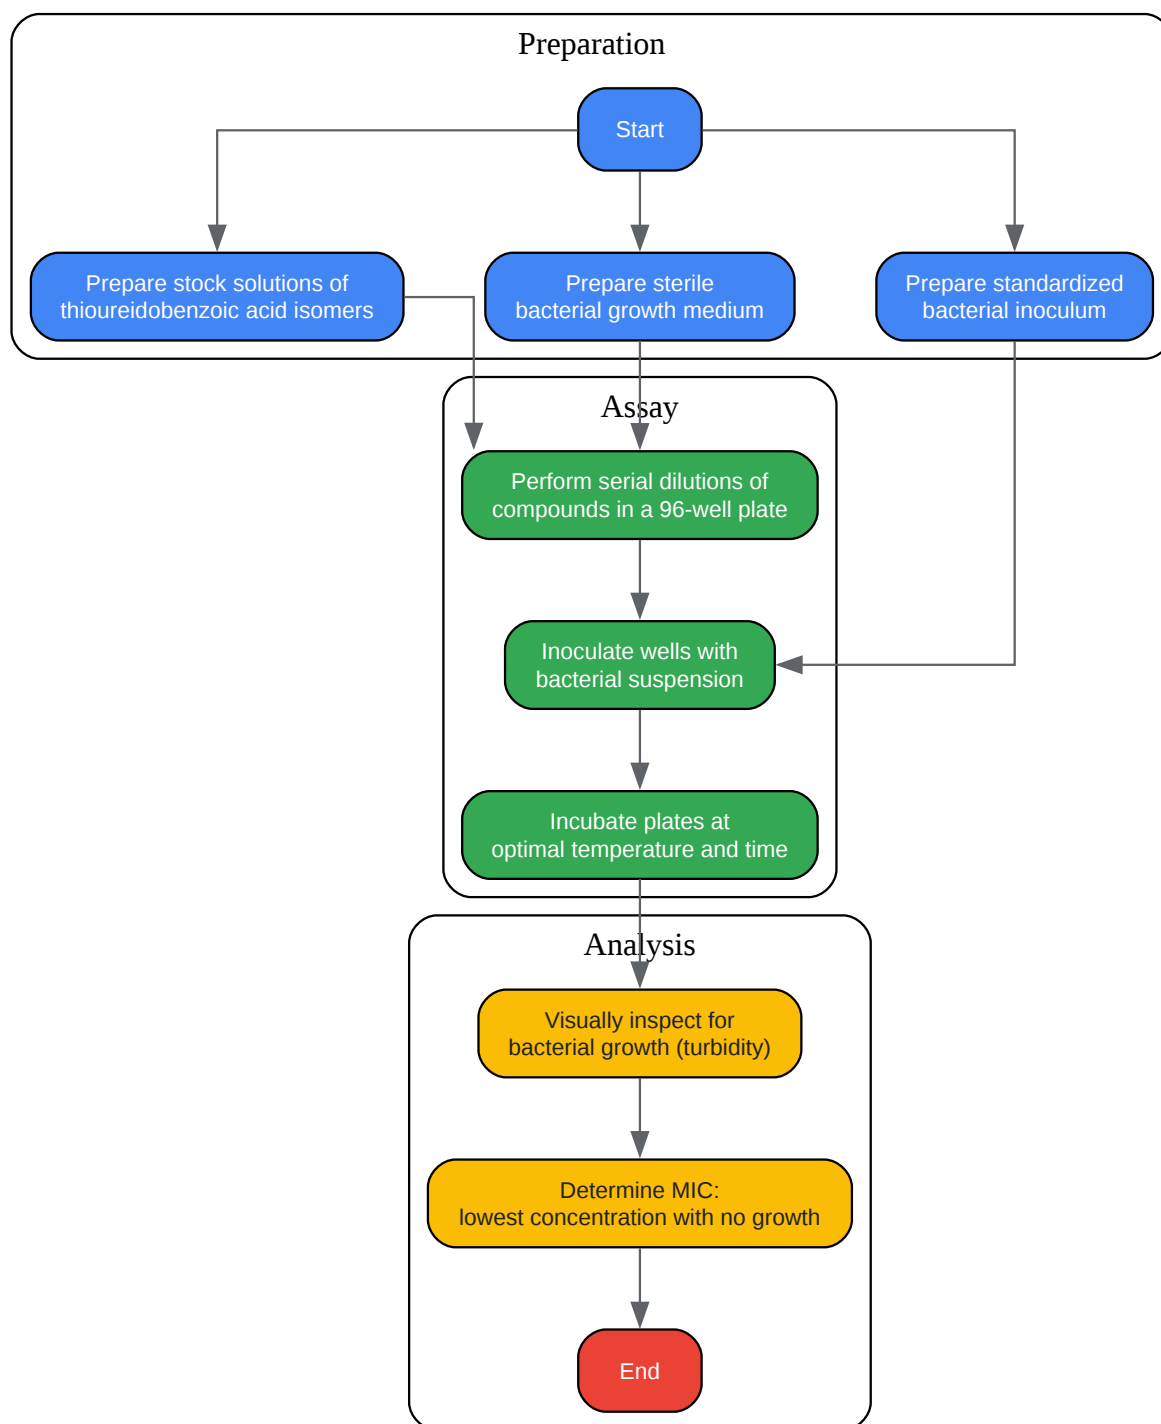 Preparation
Start
Prepare stock solutions of
thioureidobenzoic acid isomers
Prepare sterile
bacterial growth medium
Prepare standardized
bacterial inoculum
Assay
Perform serial dilutions of
compounds in a 96-well plate
Inoculate wells with
bacterial suspension
Incubate plates at
optimal temperature and time
Analysis
Visually inspect for
bacterial growth (turbidity)
Determine MIC:
lowest concentration with no growth
End